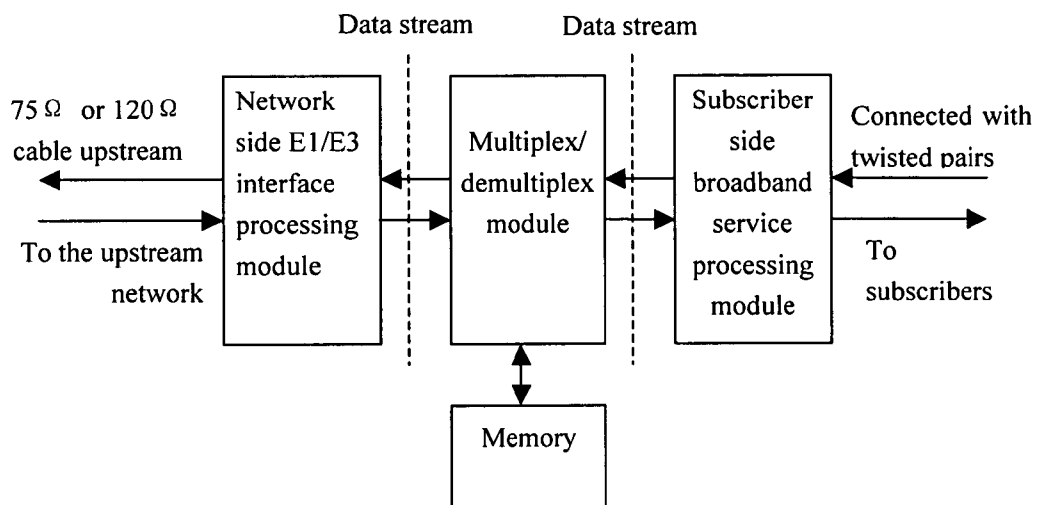 Data stream
Data stream
75 Ω or 120 Ω
cable upstream
To the upstream
network
Network
side E1/E3
interface
processing
module
Multiplex/
demultiplex
module
Subscriber
side
broadband
service
processing
module
Connected with
twisted pairs
To
subscribers
Memory